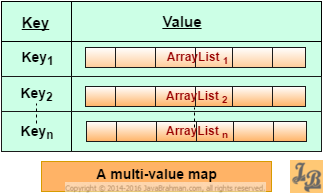 Key Value
Key1 ArrayList 1
Key2 ArrayList 2
Keyn ArrayList n
A multi-value map
Copyright © 2014-2016 JavaBrahman.com, all rights reserved
JB